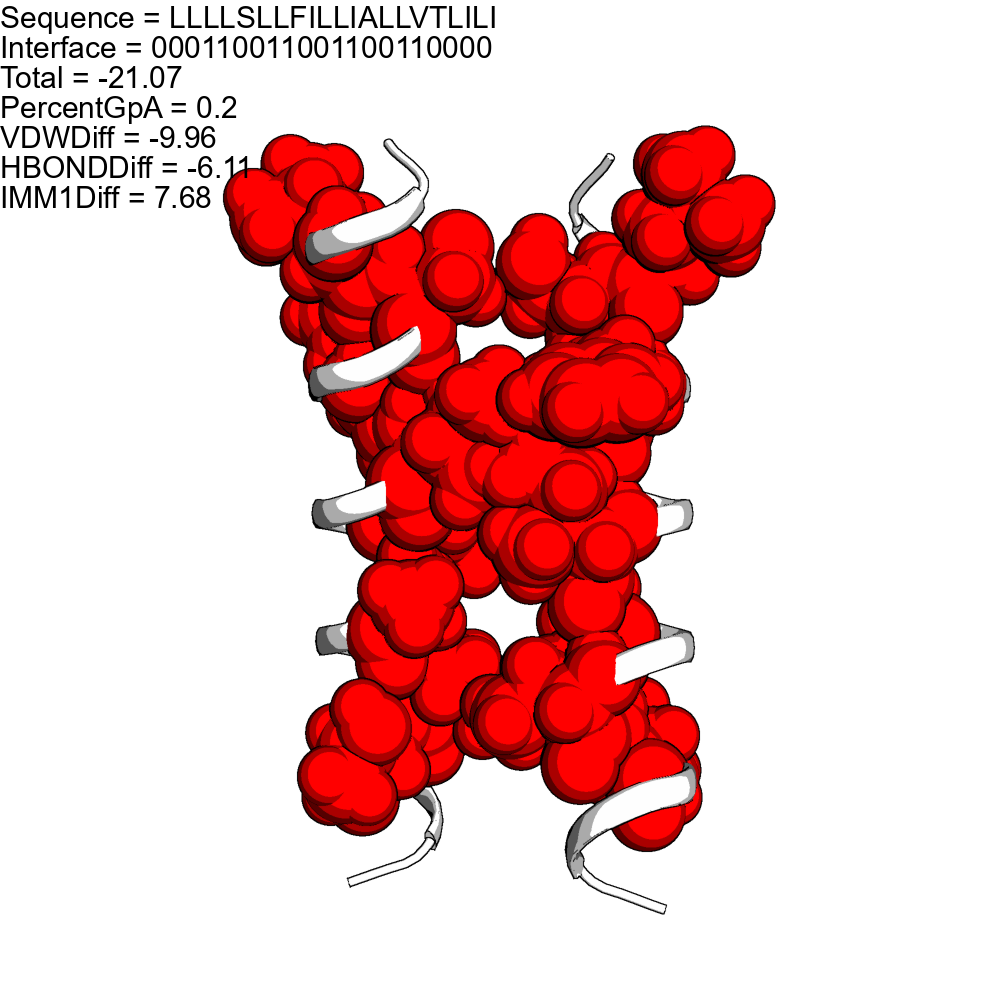 Sequence = LLLLSLLFILLIALLVTLILI
Interface = 000110011001100110000
Total = -21.07
PercentGpA = 0.2
VDWDiff = -9.96
HBONDDiff = -6.11
IMM1Diff = 7.68